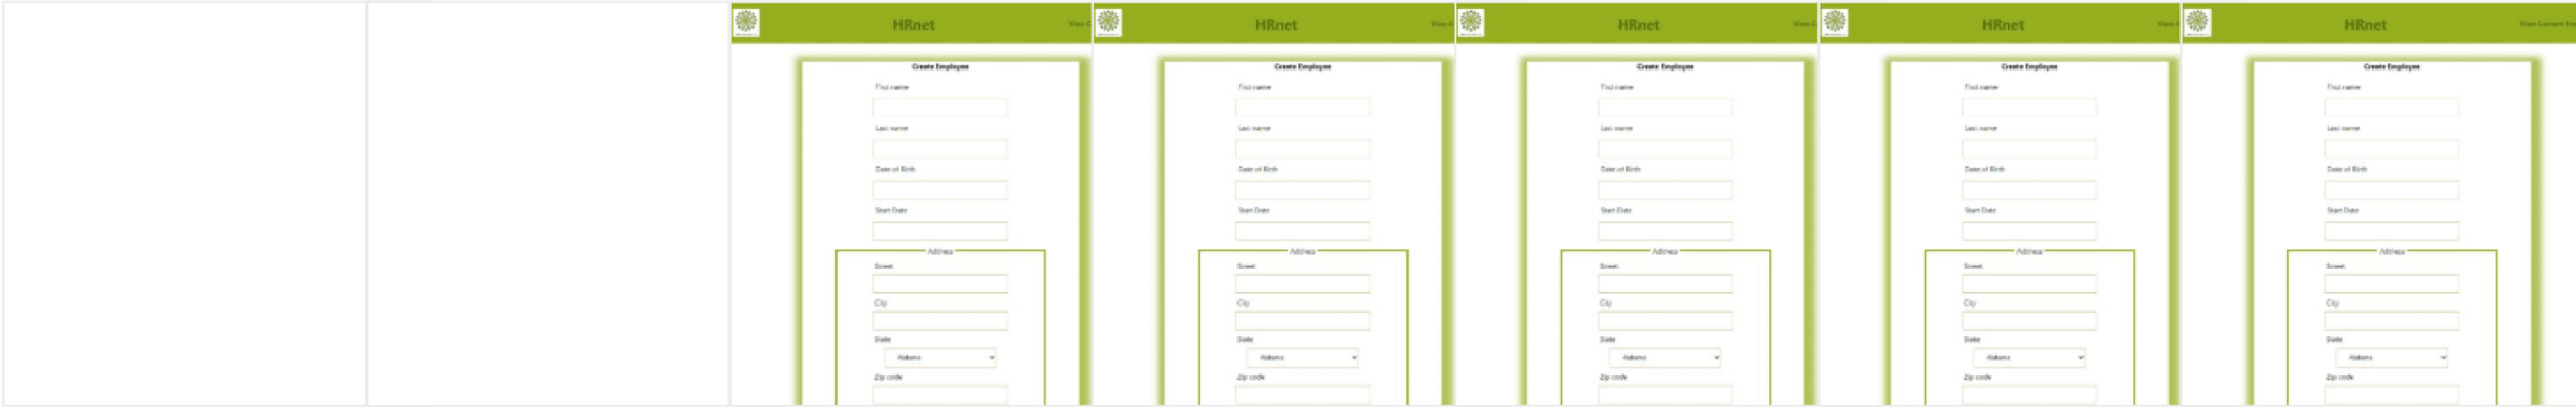 HRnet
Create Employee
First name
Last name
Date of Birth
Start Date
Address
Street
City
State
Alabama
Zip code
HRnet
Create Employee
First name
Last name
Date of Birth
Start Date
Address
Street
City
State
Alabama
Zip code
HRnet
Create Employee
First name
Last name
Date of Birth
Start Date
Address
Street
City
State
Alabama
Zip code
HRnet
Create Employee
First name
Last name
Date of Birth
Start Date
Address
Street
City
State
Alabama
Zip code
HRnet
View Current
Create Employee
First name
Last name
Date of Birth
Start Date
Address
Street
City
State
Alabama
Zip code